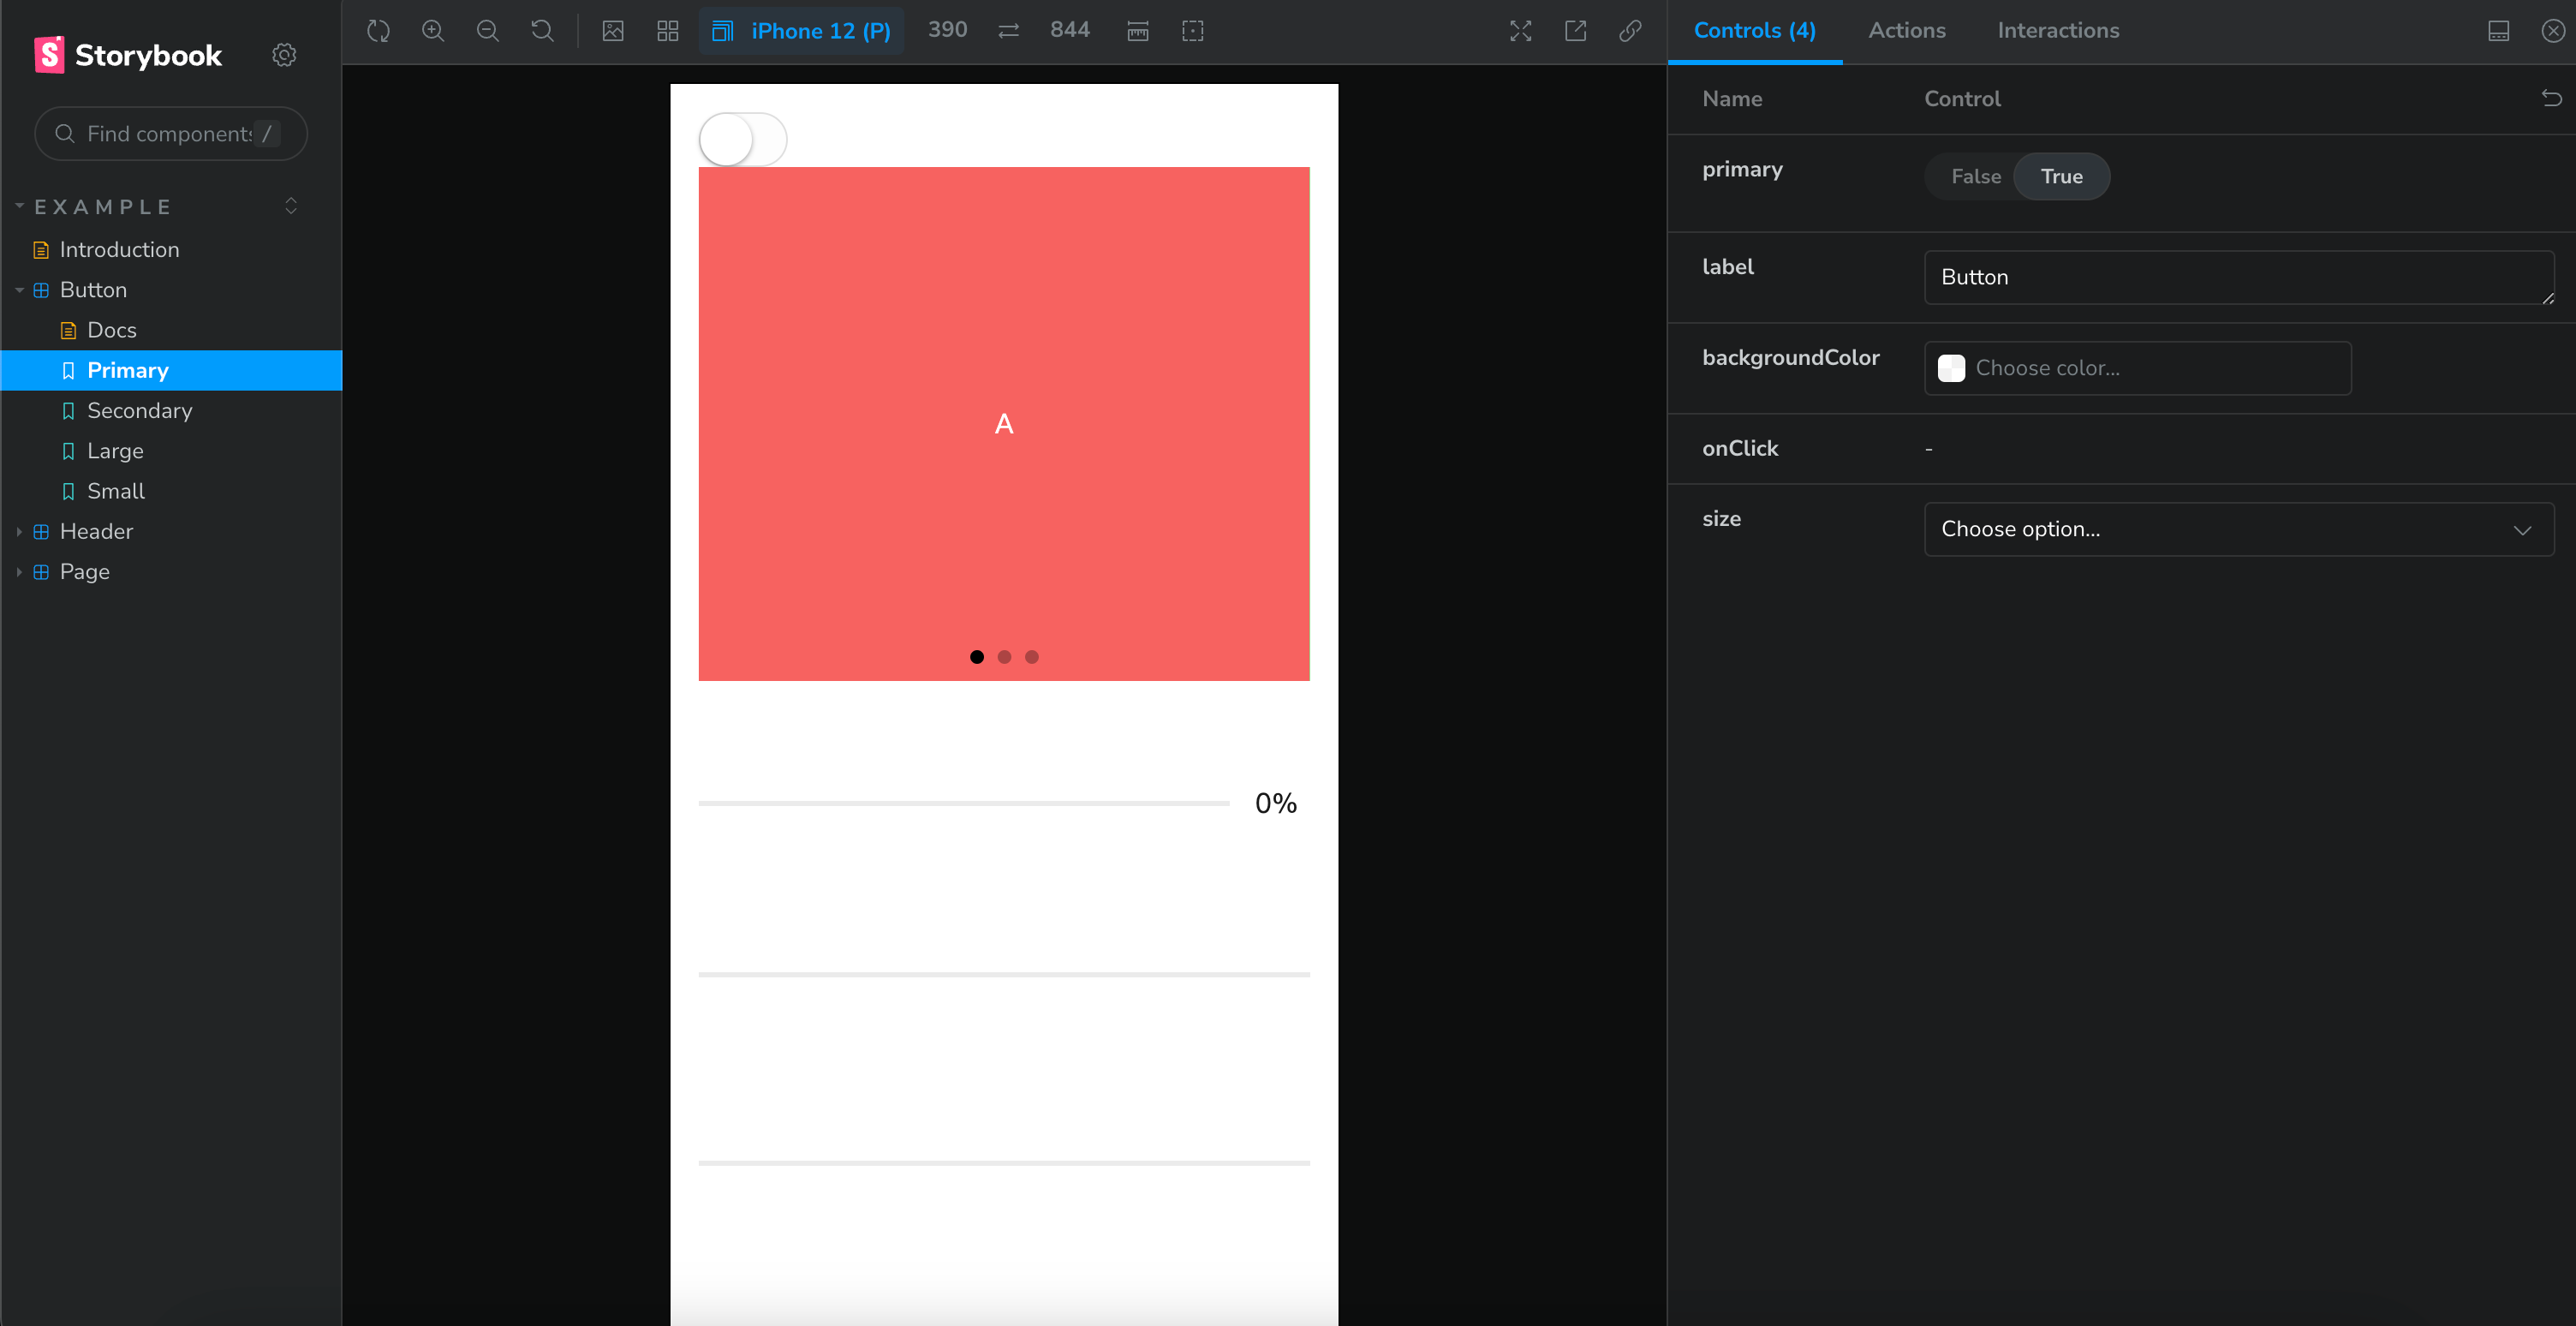 Storybook
Find components /
EXAMPLE
Introduction
Button
Docs
Primary
Secondary
Large
Small
Header
Page
iPhone 12 (P) 390 844
A
0%
Controls (4) Actions Interactions
Name Control
primary False True
label Button
backgroundColor Choose color...
onClick -
size Choose option...